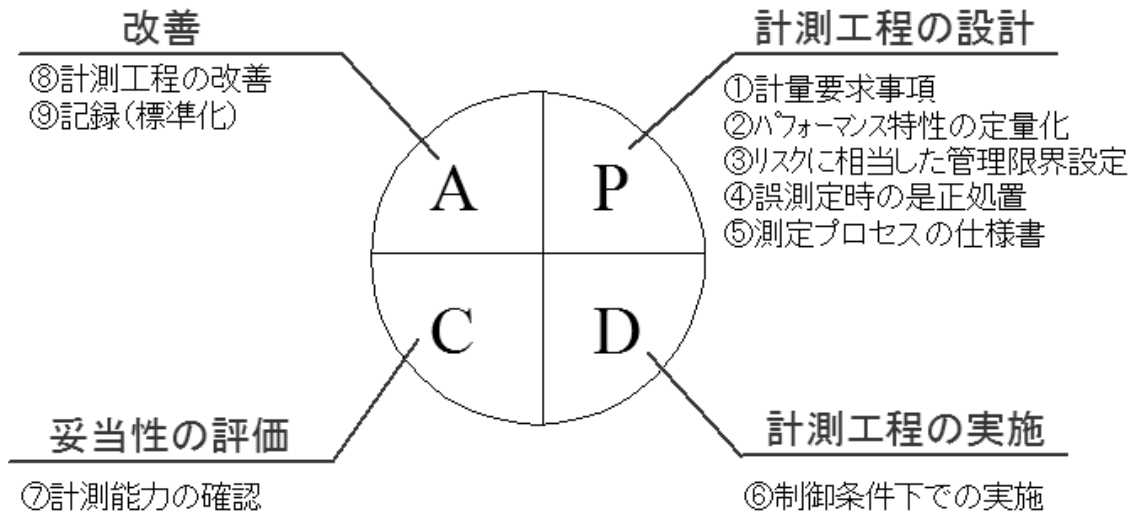 改善
⑧計測工程の改善
⑨記録(標準化)
計測工程の設計
①計量要求事項
②パフォーマンス特性の定量化
③リスクに相当した管理限界設定
④誤測定時の是正処置
⑤測定プロセスの仕様書
A
P
C
D
妥当性の評価
⑦計測能力の確認
計測工程の実施
⑥制御条件下での実施